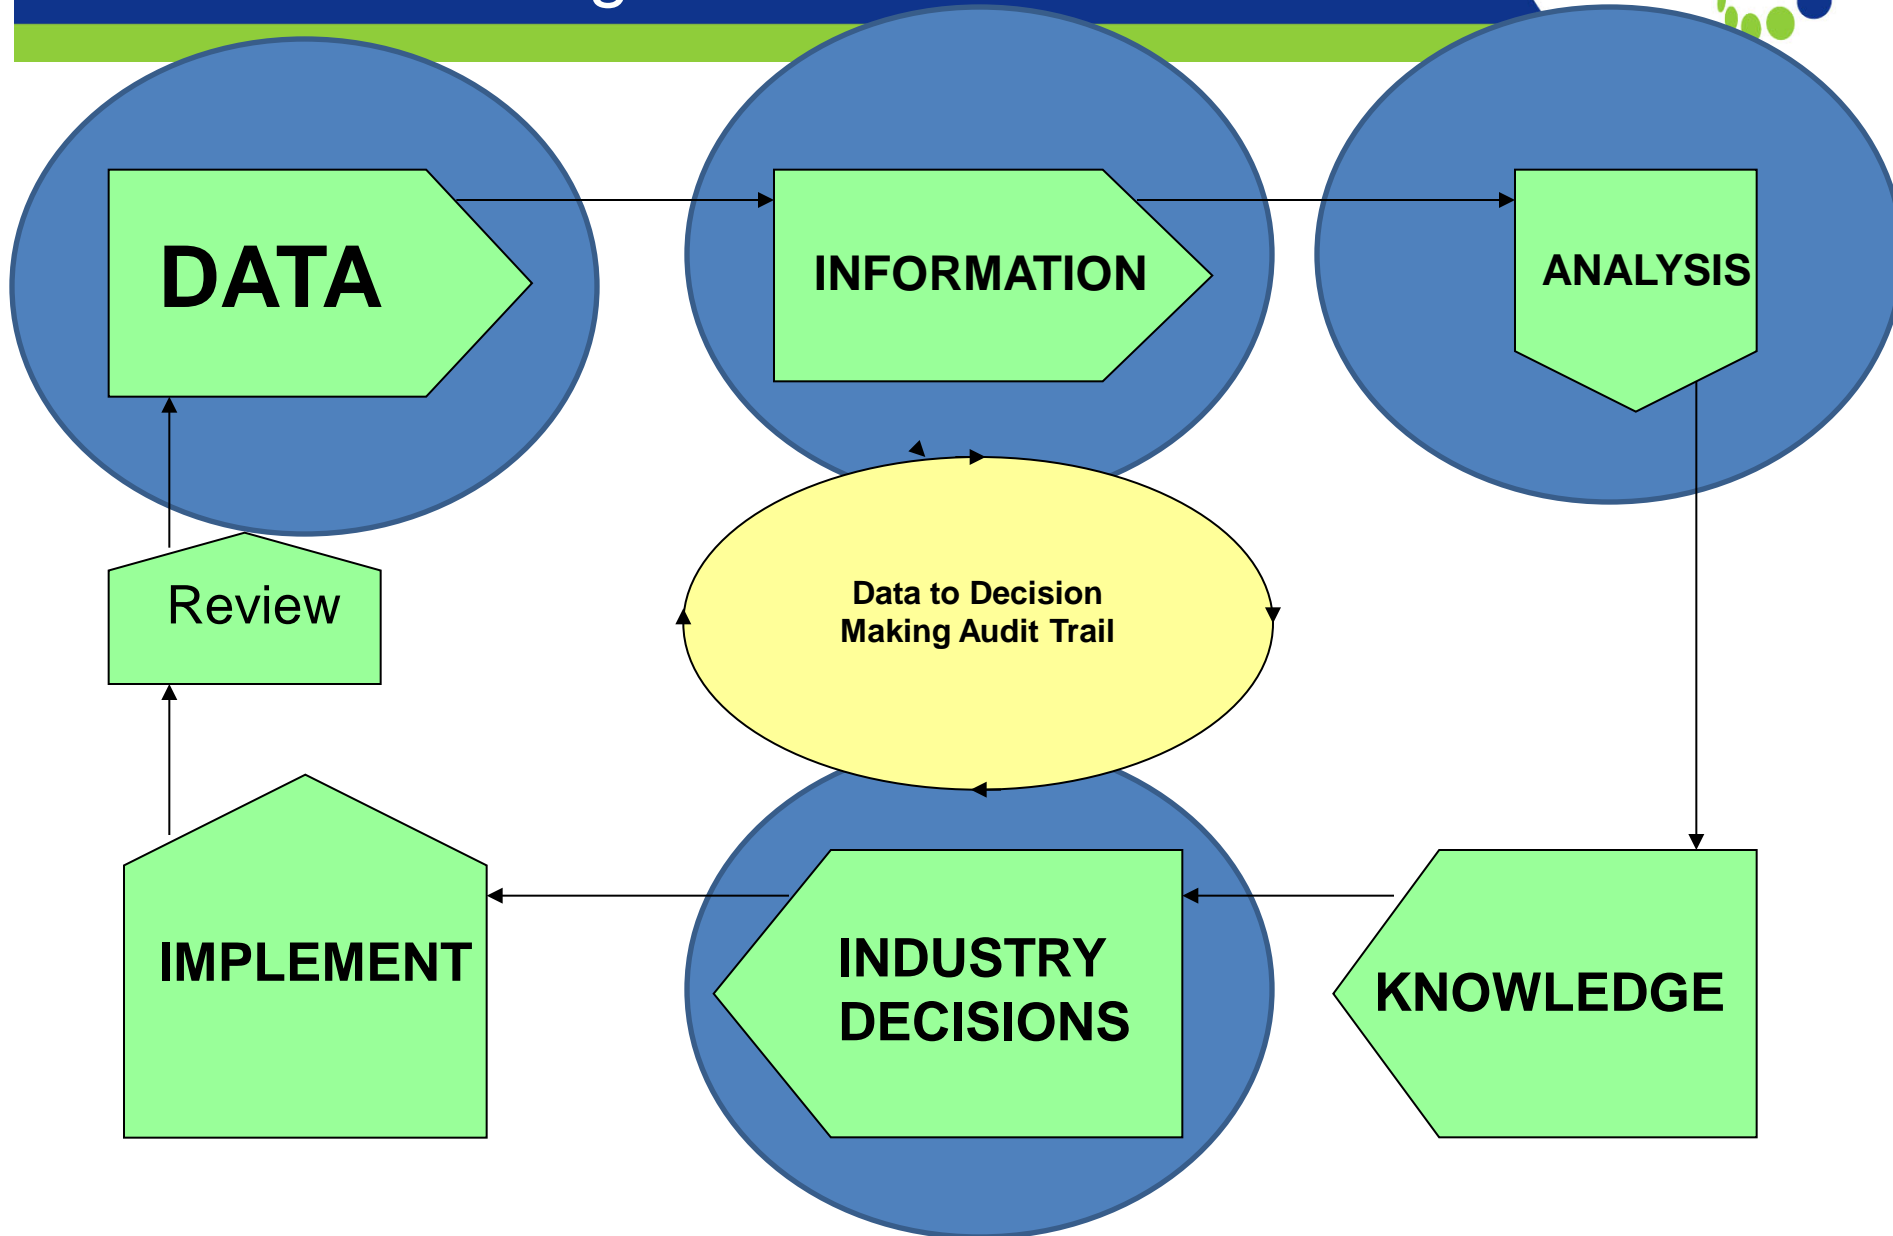 DATA
INFORMATION
ANALYSIS
Review
Data to Decision
Making Audit Trail
IMPLEMENT
INDUSTRY
DECISIONS
KNOWLEDGE